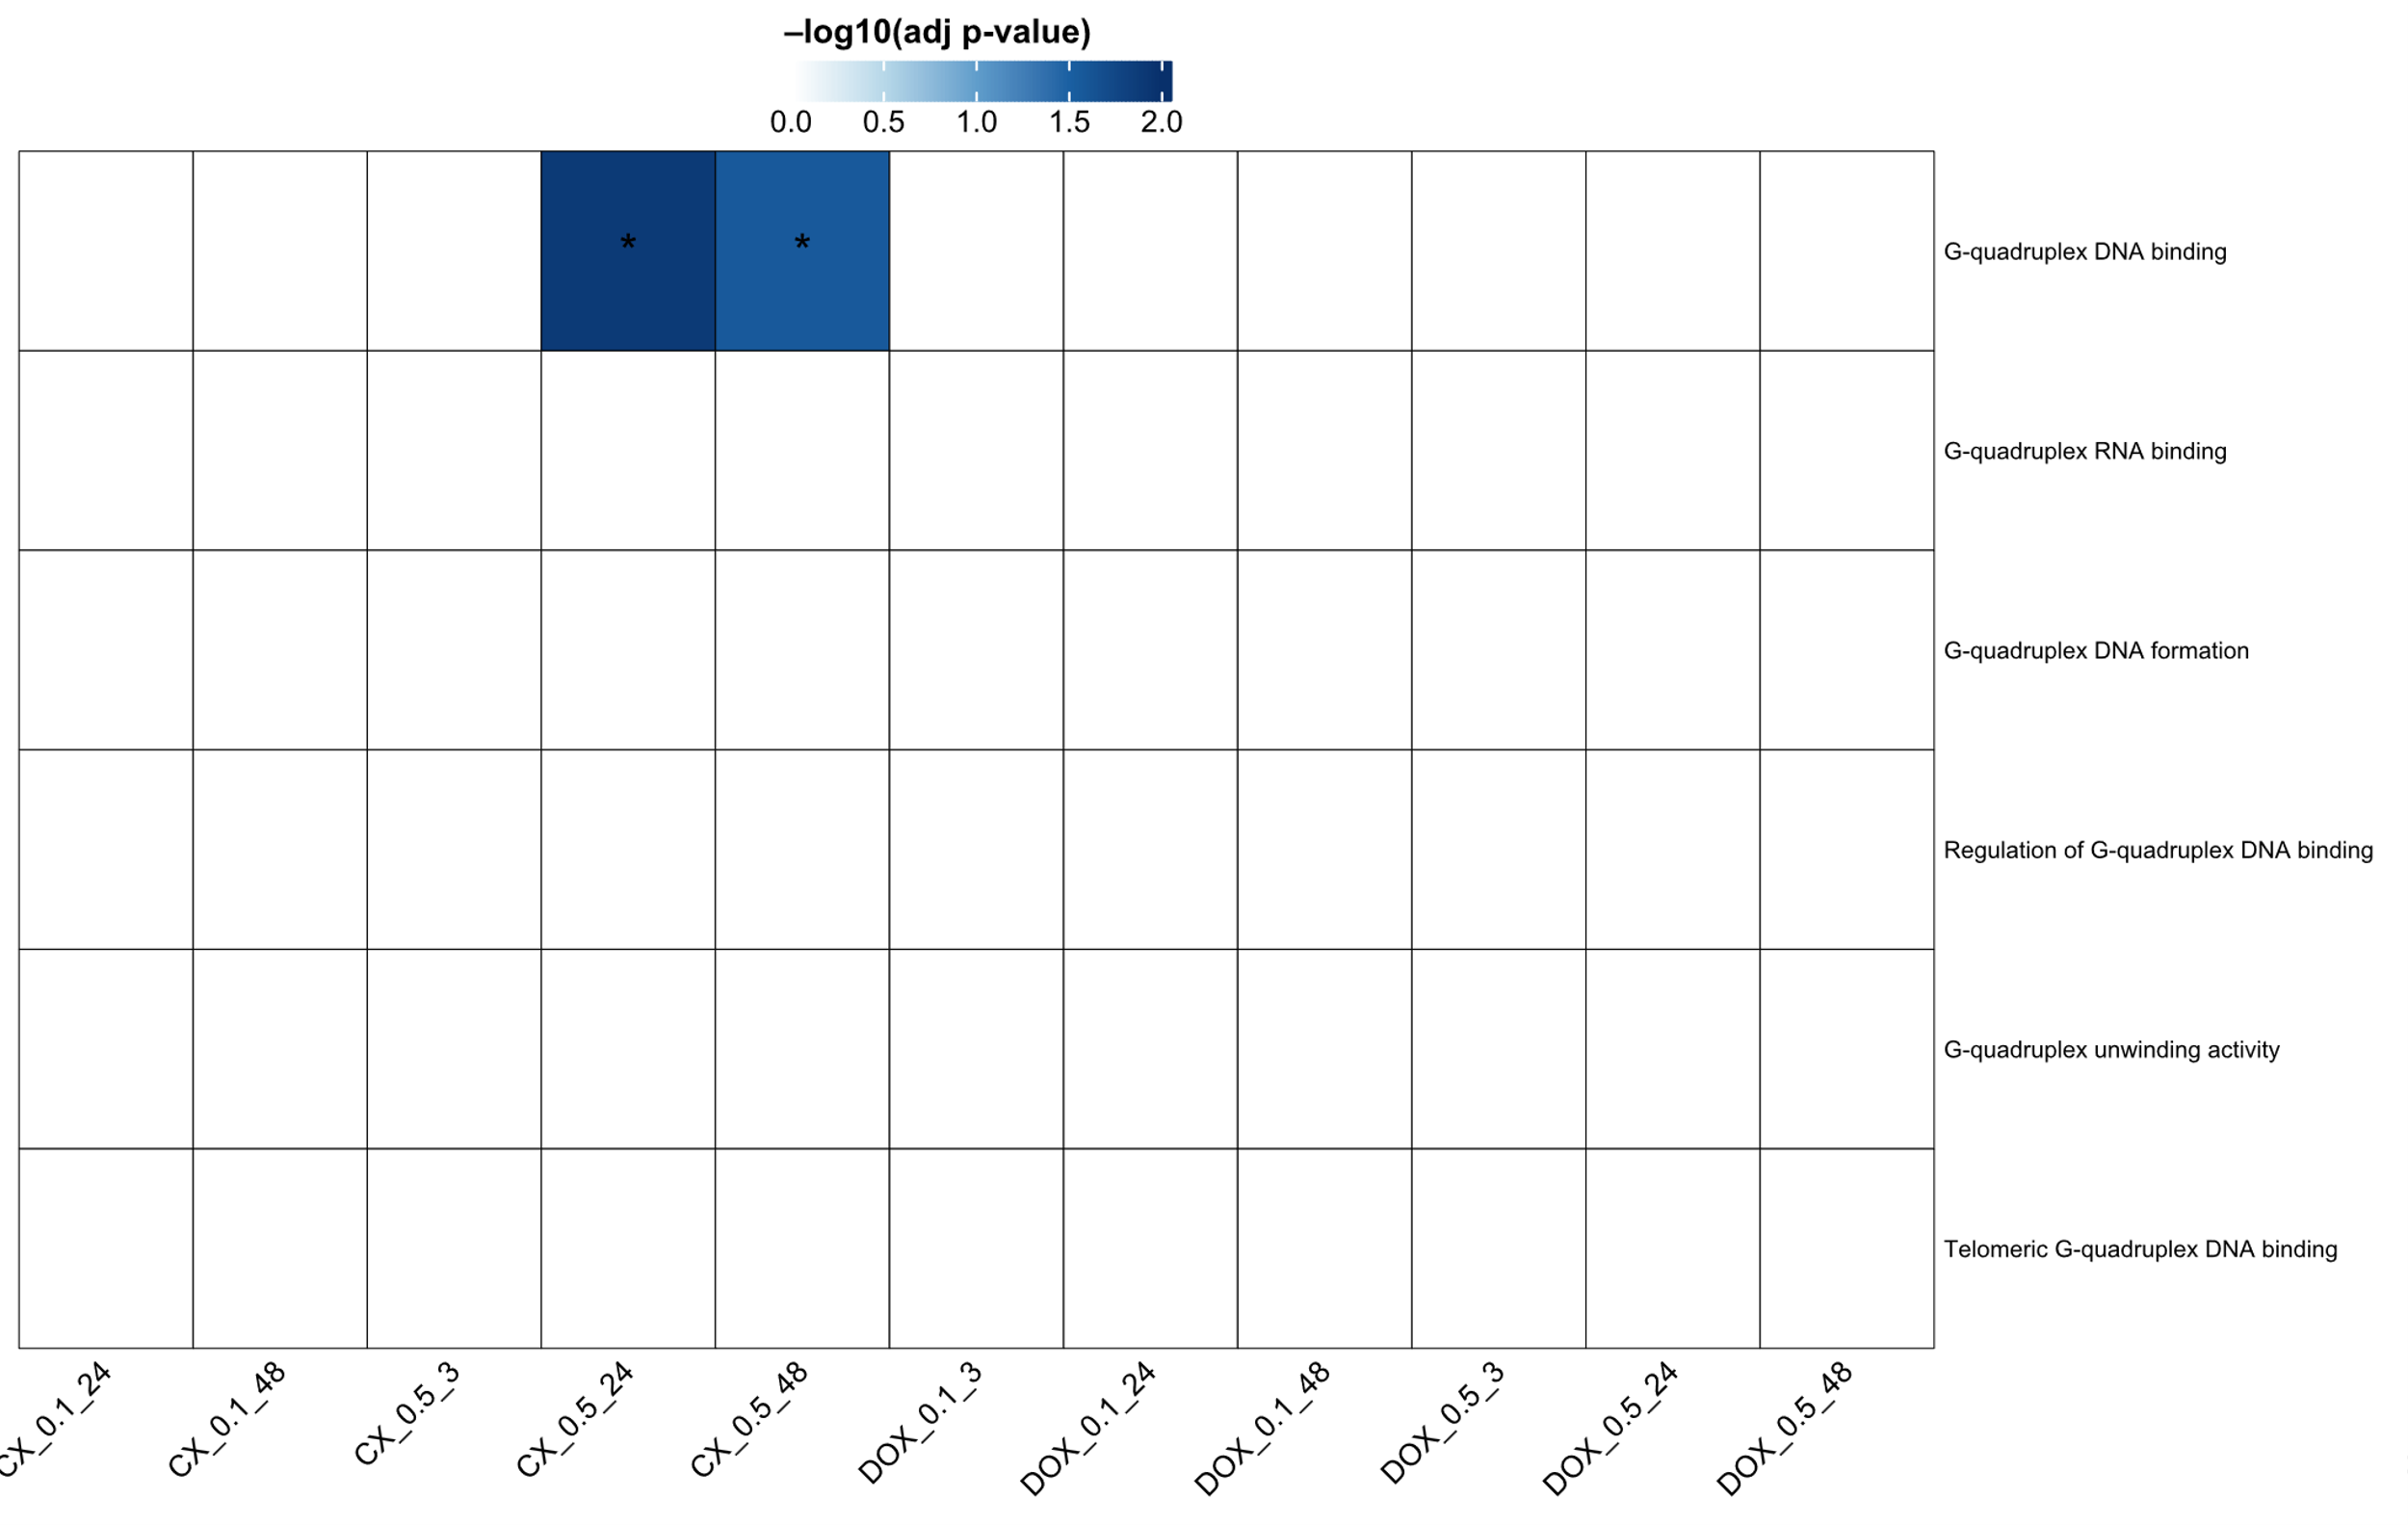 –log10(adj p-value)
0.0 0.5 1.0 1.5 2.0
* *
G-quadruplex DNA binding
G-quadruplex RNA binding
G-quadruplex DNA formation
Regulation of G-quadruplex DNA binding
G-quadruplex unwinding activity
Telomeric G-quadruplex DNA binding
CX_0.1_24
CX_0.1_48
CX_0.5_3
CX_0.5_24
CX_0.5_48
DOX_0.1_3
DOX_0.1_24
DOX_0.1_48
DOX_0.5_3
DOX_0.5_24
DOX_0.5_48